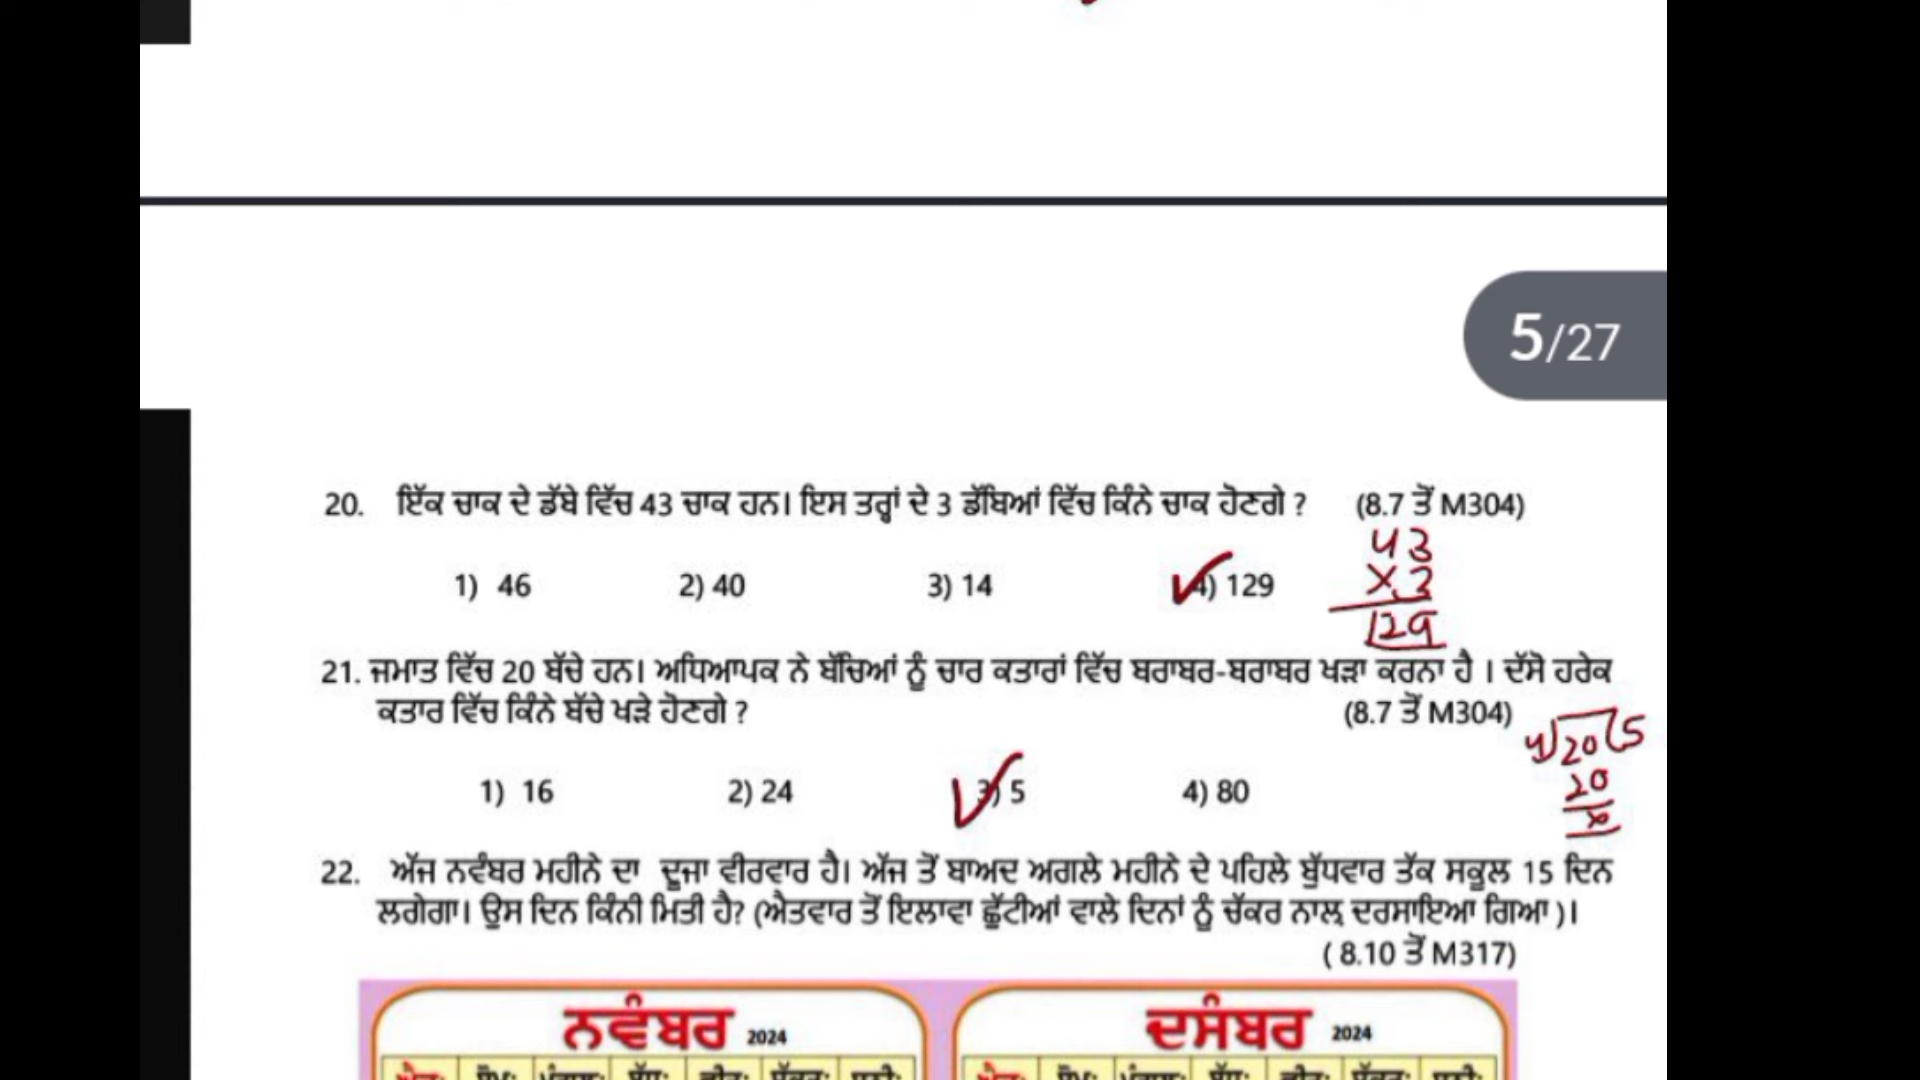 5/27
20. ਇੱਕ ਚਾਕ ਦੇ ਡੱਬੇ ਵਿੱਚ 43 ਚਾਕ ਹਨ। ਇਸ ਤਰ੍ਹਾਂ ਦੇ 3 ਡੱਬਿਆਂ ਵਿੱਚ ਕਿੰਨੇ ਚਾਕ ਹੋਣਗੇ ? (8.7 ਤੋਂ M304)
43
1) 46 2) 40 3) 14 4) 129 X 3
129
21. ਜਮਾਤ ਵਿੱਚ 20 ਬੱਚੇ ਹਨ। ਅਧਿਆਪਕ ਨੇ ਬੱਚਿਆਂ ਨੂੰ ਚਾਰ ਕਤਾਰਾਂ ਵਿੱਚ ਬਰਾਬਰ-ਬਰਾਬਰ ਖੜਾ ਕਰਨਾ ਹੈ । ਦੱਸੋ ਹਰੇਕ
ਕਤਾਰ ਵਿੱਚ ਕਿੰਨੇ ਬੱਚੇ ਖੜੇ ਹੋਣਗੇ ? (8.7 ਤੋਂ M304)
4)20(5
1) 16 2) 24 3) 5 4) 80 20
x
22. ਅੱਜ ਨਵੰਬਰ ਮਹੀਨੇ ਦਾ ਦੂਜਾ ਵੀਰਵਾਰ ਹੈ। ਅੱਜ ਤੋਂ ਬਾਅਦ ਅਗਲੇ ਮਹੀਨੇ ਦੇ ਪਹਿਲੇ ਬੁੱਧਵਾਰ ਤੱਕ ਸਕੂਲ 15 ਦਿਨ
ਲਗੇਗਾ। ਉਸ ਦਿਨ ਕਿੰਨੀ ਮਿਤੀ ਹੈ? (ਐਤਵਾਰ ਤੋਂ ਇਲਾਵਾ ਛੁੱਟੀਆਂ ਵਾਲੇ ਦਿਨਾਂ ਨੂੰ ਚੱਕਰ ਨਾਲ਼ ਦਰਸਾਇਆ ਗਿਆ )।
( 8.10 ਤੋਂ M317)
ਨਵੰਬਰ 2024 ਦਸੰਬਰ 2024